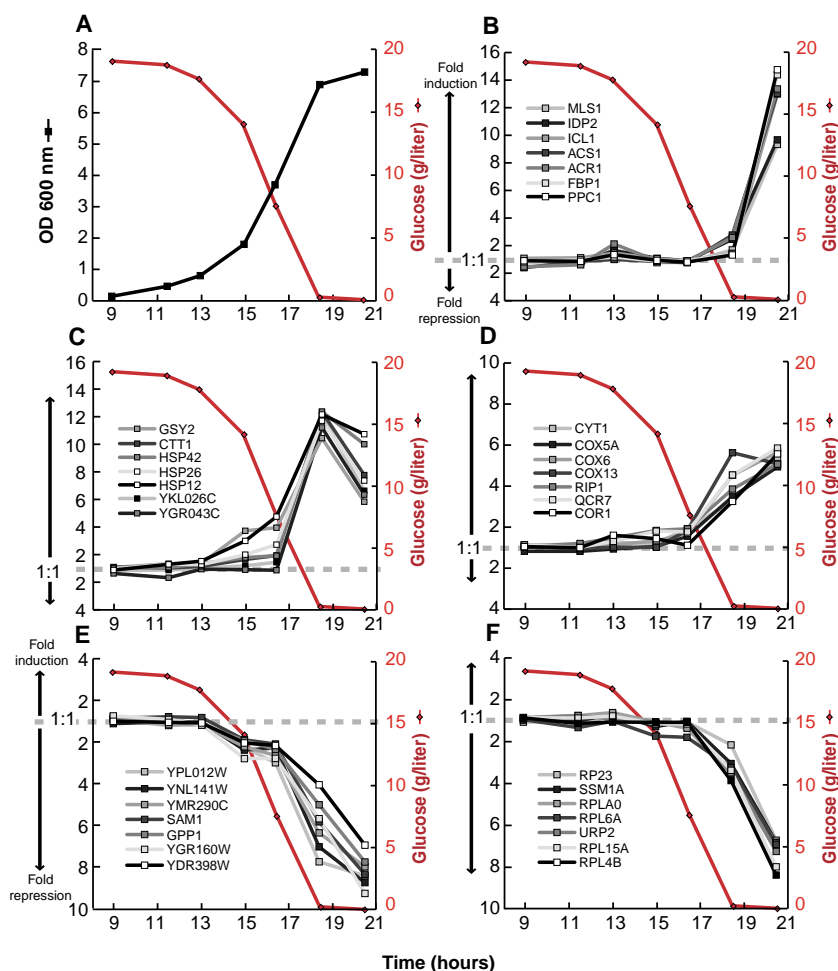 A
OD 600 nm
8
7
6
5
4
3
2
1
0
9 11 13 15 17 19 21
20
15
10
5
0
Glucose (g/liter)
B
Fold induction
1:1
Fold repression
16
14
12
10
8
6
4
2
2
4
MLS1
IDP2
ICL1
ACS1
ACR1
FBP1
PPC1
9 11 13 15 17 19 21
20
15
10
5
0
Glucose (g/liter)
C
1:1
16
14
12
10
8
6
4
2
2
4
GSY2
CTT1
HSP42
HSP26
HSP12
YKL026C
YGR043C
9 11 13 15 17 19 21
20
15
10
5
0
Glucose (g/liter)
D
1:1
10
8
6
4
2
2
4
CYT1
COX5A
COX6
COX13
RIP1
QCR7
COR1
9 11 13 15 17 19 21
20
15
10
5
0
Glucose (g/liter)
E
Fold induction
1:1
Fold repression
4
2
2
4
6
8
10
YPL012W
YNL141W
YMR290C
SAM1
GPP1
YGR160W
YDR398W
9 11 13 15 17 19 21
20
15
10
5
0
Glucose (g/liter)
F
1:1
4
2
2
4
6
8
10
RP23
SSM1A
RPLA0
RPL6A
URP2
RPL15A
RPL4B
9 11 13 15 17 19 21
20
15
10
5
0
Glucose (g/liter)
Time (hours)